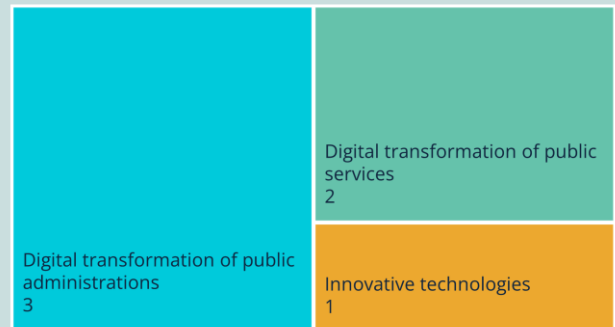 Digital transformation of public
administrations
3
Digital transformation of public
services
2
Innovative technologies
1